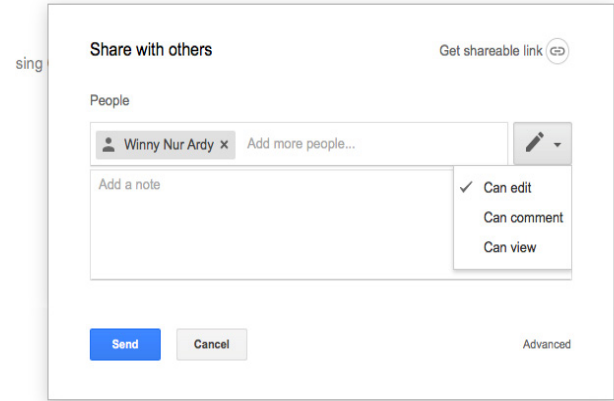 Share with others
Get shareable link
sing
People
Winny Nur Ardy × Add more people...
Add a note
Can edit
Can comment
Can view
Send
Cancel
Advanced